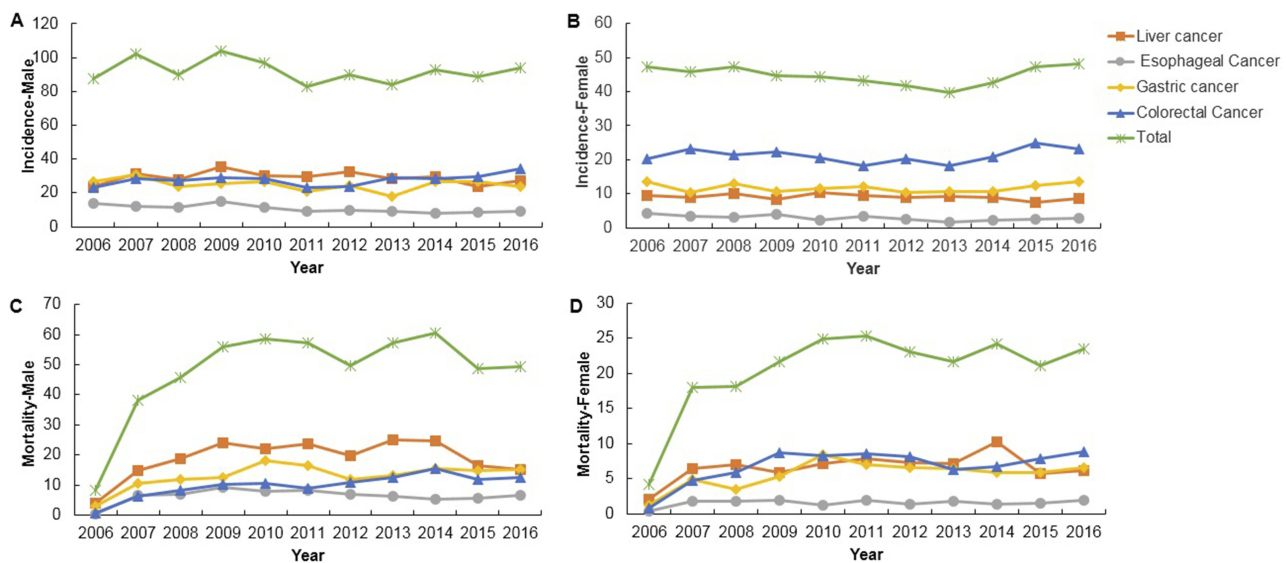 A
Incidence-Male
120
100
80
60
40
20
0
2006 2007 2008 2009 2010 2011 2012 2013 2014 2015 2016
Year
B
Incidence-Female
60
50
40
30
20
10
0
2006 2007 2008 2009 2010 2011 2012 2013 2014 2015 2016
Year
Liver cancer
Esophageal Cancer
Gastric cancer
Colorectal Cancer
Total
C
Mortality-Male
70
60
50
40
30
20
10
0
2006 2007 2008 2009 2010 2011 2012 2013 2014 2015 2016
Year
D
Mortality-Female
30
25
20
15
10
5
0
2006 2007 2008 2009 2010 2011 2012 2013 2014 2015 2016
Year